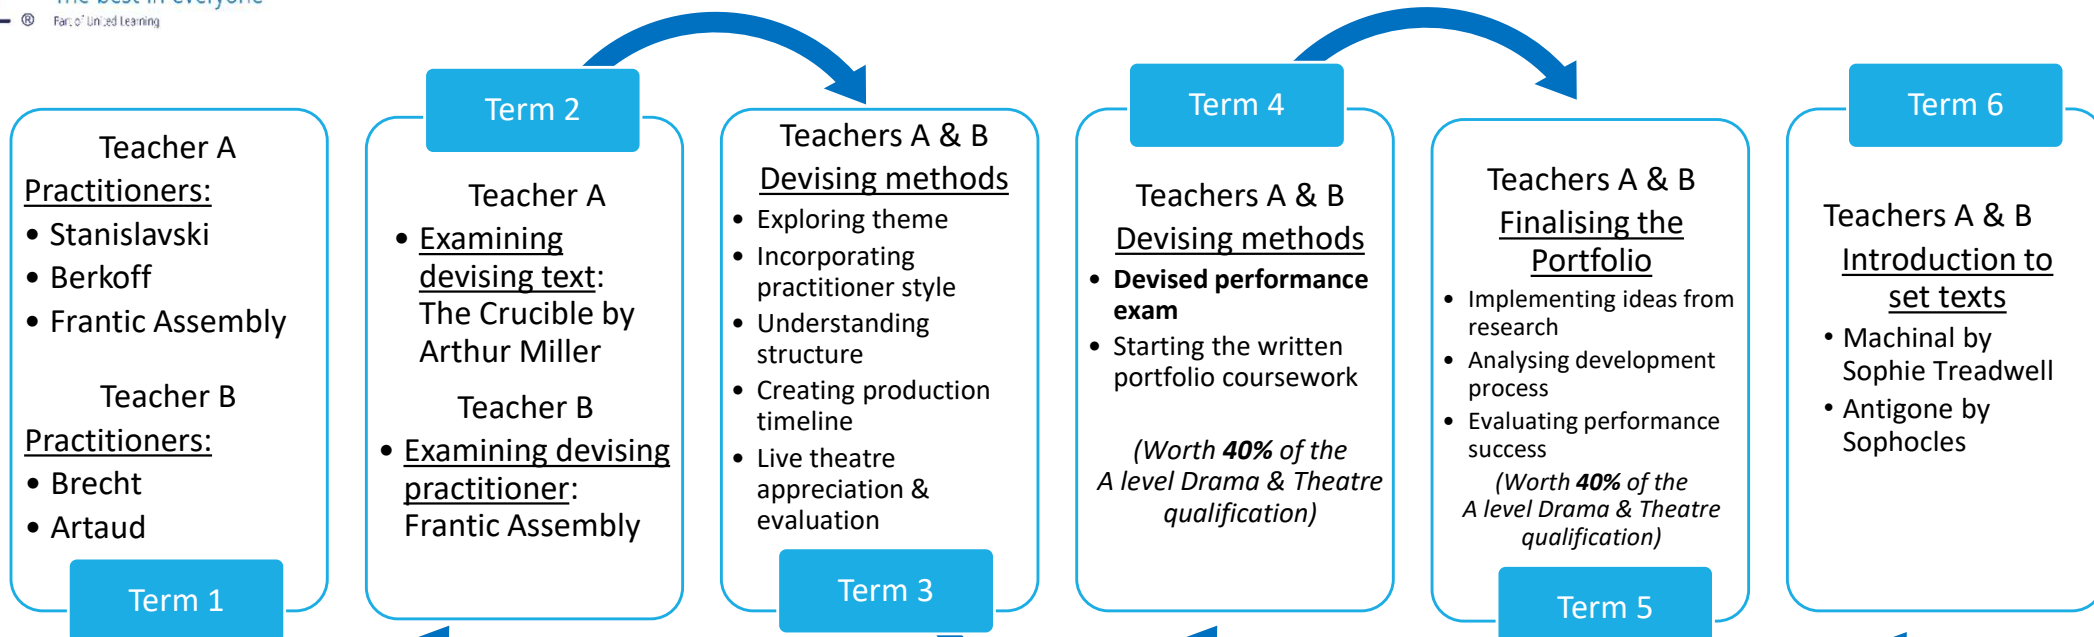 The best in everyone
® Part of United Learning
Teacher A
Practitioners:
• Stanislavski
• Berkoff
• Frantic Assembly
Teacher B
Practitioners:
• Brecht
• Artaud
Term 1
Term 2
Teacher A
• Examining
devising text:
The Crucible by
Arthur Miller
Teacher B
• Examining devising
practitioner:
Frantic Assembly
Teachers A & B
Devising methods
• Exploring theme
• Incorporating
practitioner style
• Understanding
structure
• Creating production
timeline
• Live theatre
appreciation &
evaluation
Term 3
Term 4
Teachers A & B
Devising methods
• Devised performance
exam
• Starting the written
portfolio coursework
(Worth 40% of the
A level Drama & Theatre
qualification)
Teachers A & B
Finalising the
Portfolio
• Implementing ideas from
research
• Analysing development
process
• Evaluating performance
success
(Worth 40% of the
A level Drama & Theatre
qualification)
Term 5
Term 6
Teachers A & B
Introduction to
set texts
• Machinal by
Sophie Treadwell
• Antigone by
Sophocles